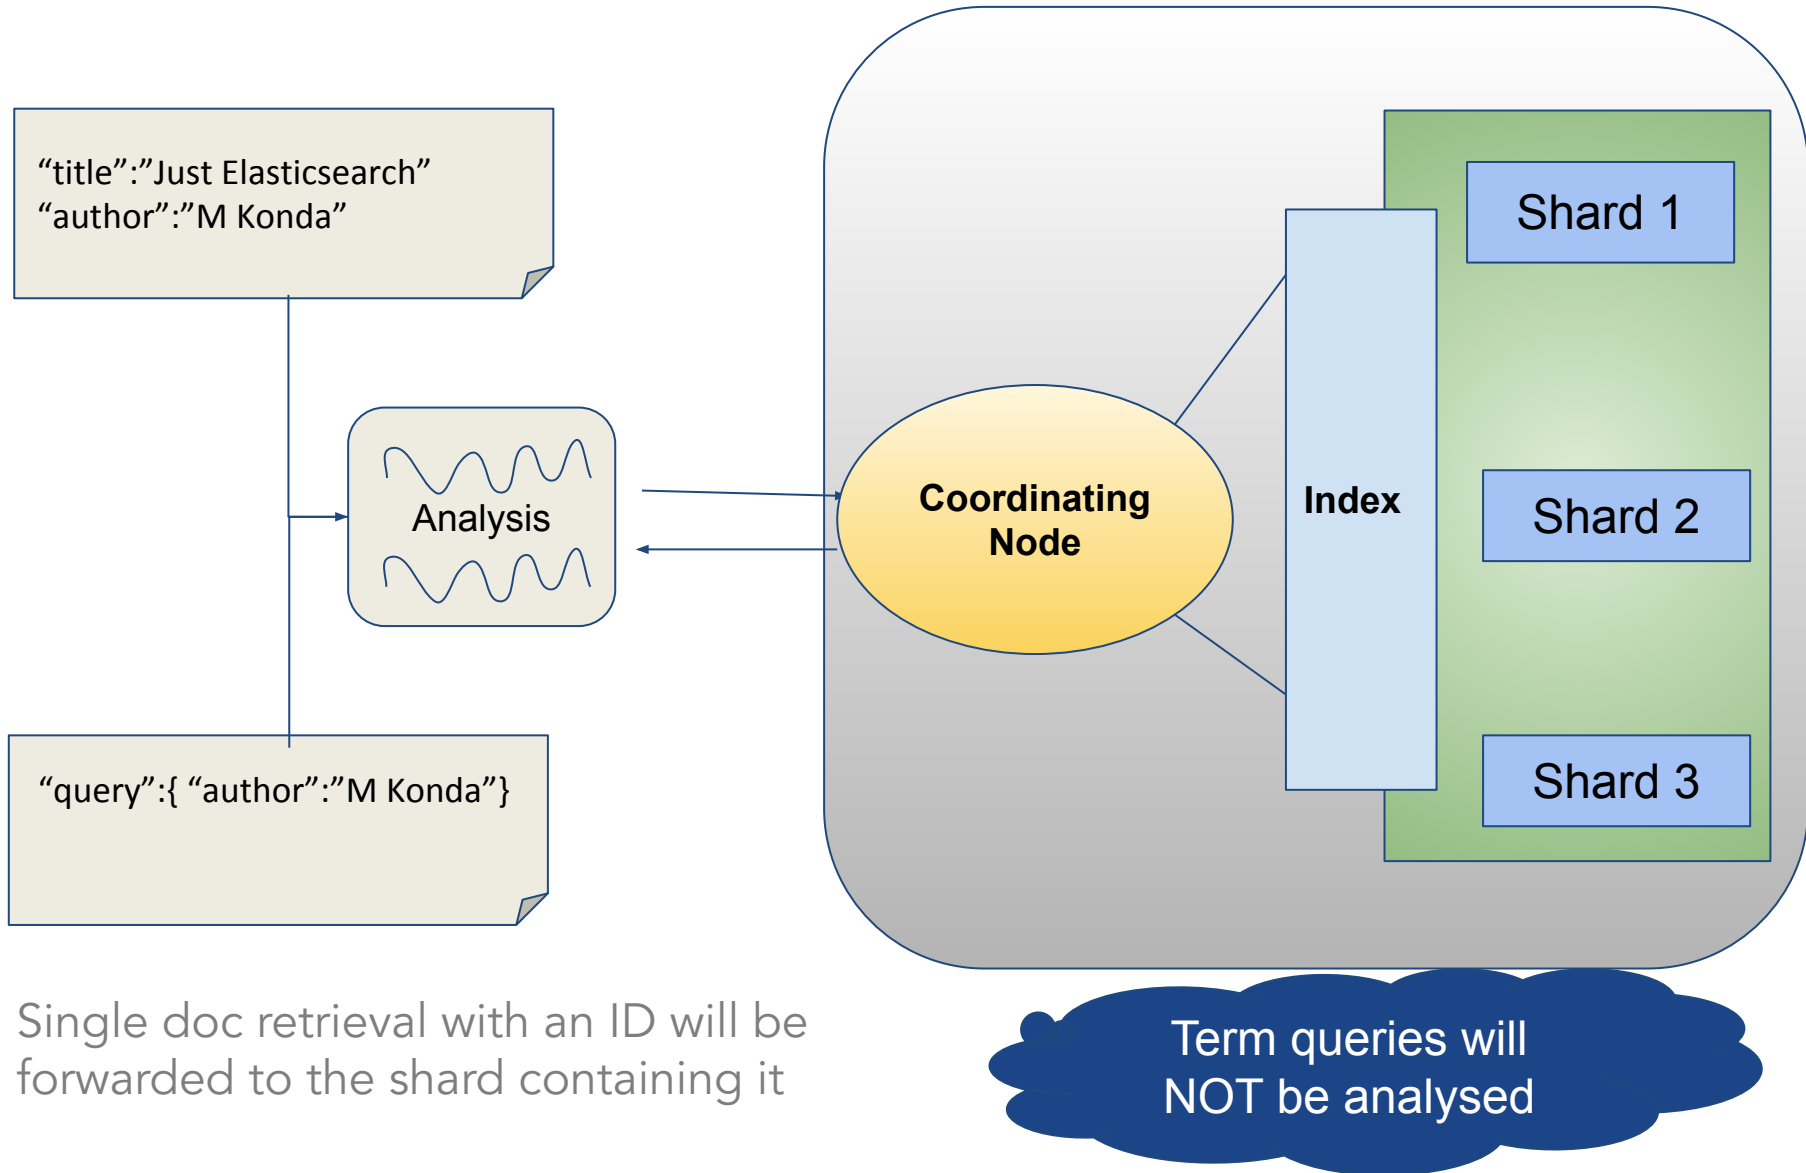 “title”:”Just Elasticsearch”
“author”:”M Konda”
Analysis
“query”:{ “author”:”M Konda”}
Coordinating
Node
Index
Shard 1
Shard 2
Shard 3
Single doc retrieval with an ID will be
forwarded to the shard containing it
Term queries will
NOT be analysed